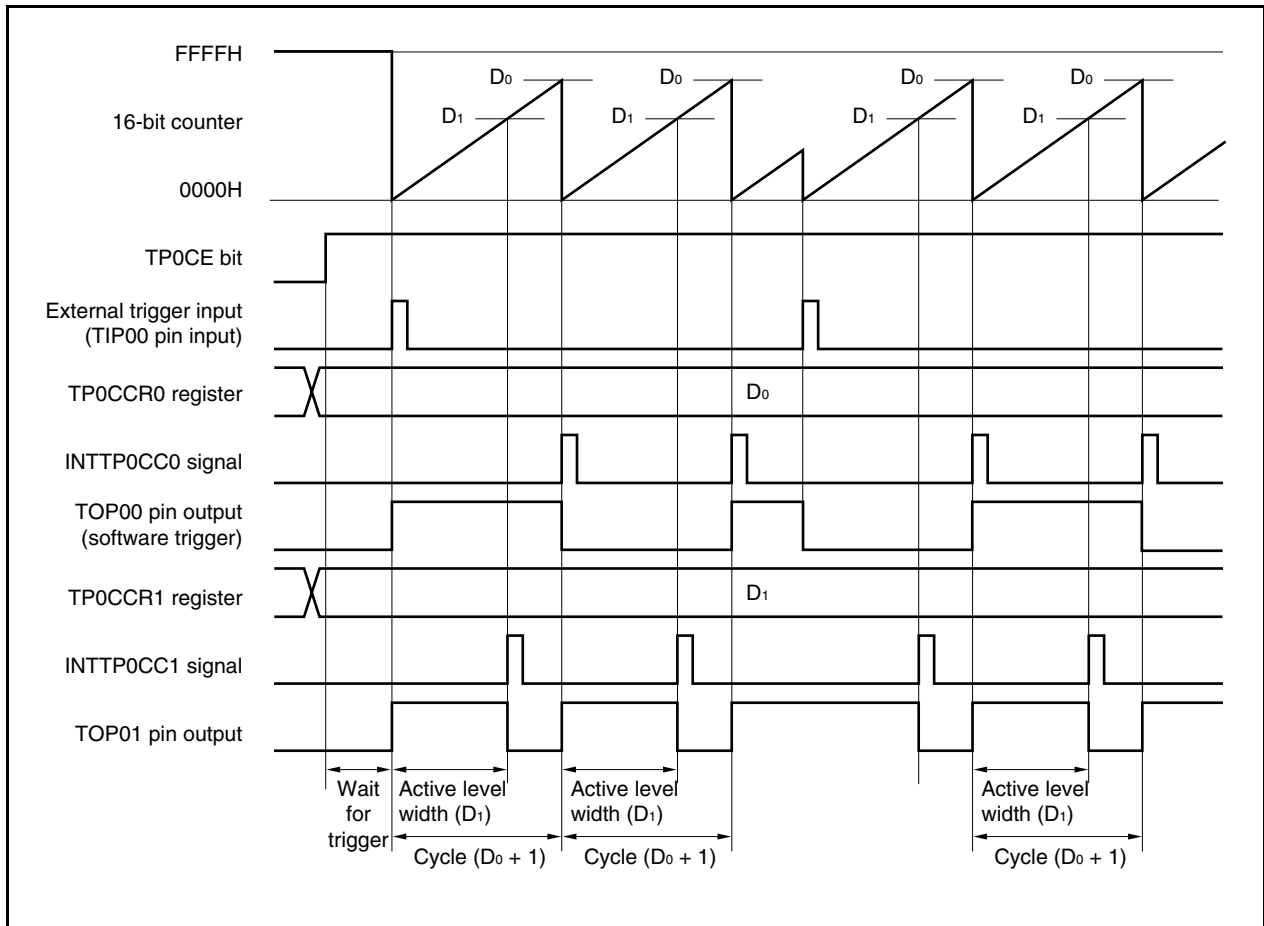 FFFFH
D0
D0
D0
D0
D1
D1
D1
D1
16-bit counter
0000H
TP0CE bit
External trigger input
(TIP00 pin input)
TP0CCR0 register
D0
INTTP0CC0 signal
TOP00 pin output
(software trigger)
TP0CCR1 register
D1
INTTP0CC1 signal
TOP01 pin output
Wait
for
trigger
Active level
width (D1)
Active level
width (D1)
Active level
width (D1)
Cycle (D0 + 1)
Cycle (D0 + 1)
Cycle (D0 + 1)